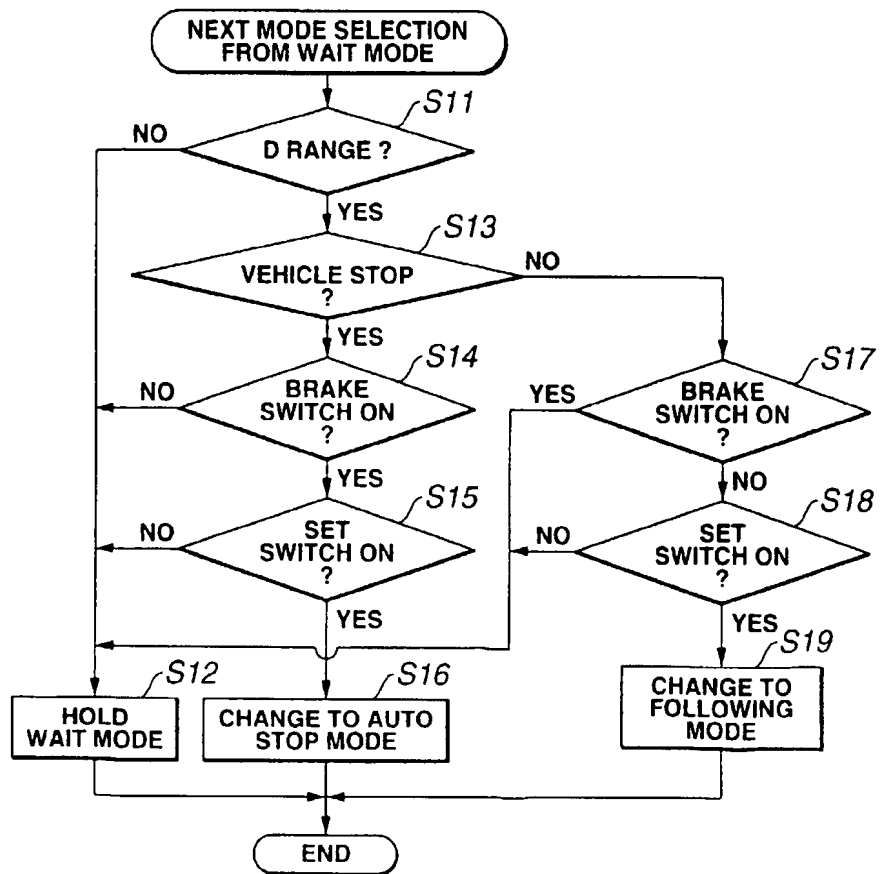 NEXT MODE SELECTION
FROM WAIT MODE
S11
NO
D RANGE ?
YES
S13
VEHICLE STOP
?
NO
YES
S14
NO
BRAKE
SWITCH ON
?
YES
S17
YES
BRAKE
SWITCH ON
?
NO
S15
NO
SET
SWITCH ON
?
YES
S18
NO
SET
SWITCH ON
?
YES
S12
HOLD
WAIT MODE
S16
CHANGE TO AUTO
STOP MODE
S19
CHANGE TO
FOLLOWING
MODE
END